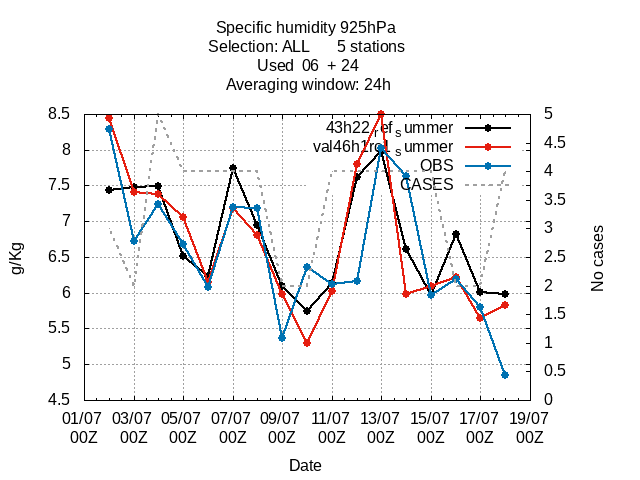 Specific humidity 925hPa
Selection: ALL      5 stations
Used  06  + 24
Averaging window: 24h
43h22_ref_summer
val46h1ref_summer
OBS
CASES
8.5
8
7.5
7
6.5
6
5.5
5
4.5
5
4.5
4
3.5
3
2.5
2
1.5
1
0.5
0
g/Kg
No cases
01/07 03/07 05/07 07/07 09/07 11/07 13/07 15/07 17/07 19/07
00Z 00Z 00Z 00Z 00Z 00Z 00Z 00Z 00Z 00Z
Date